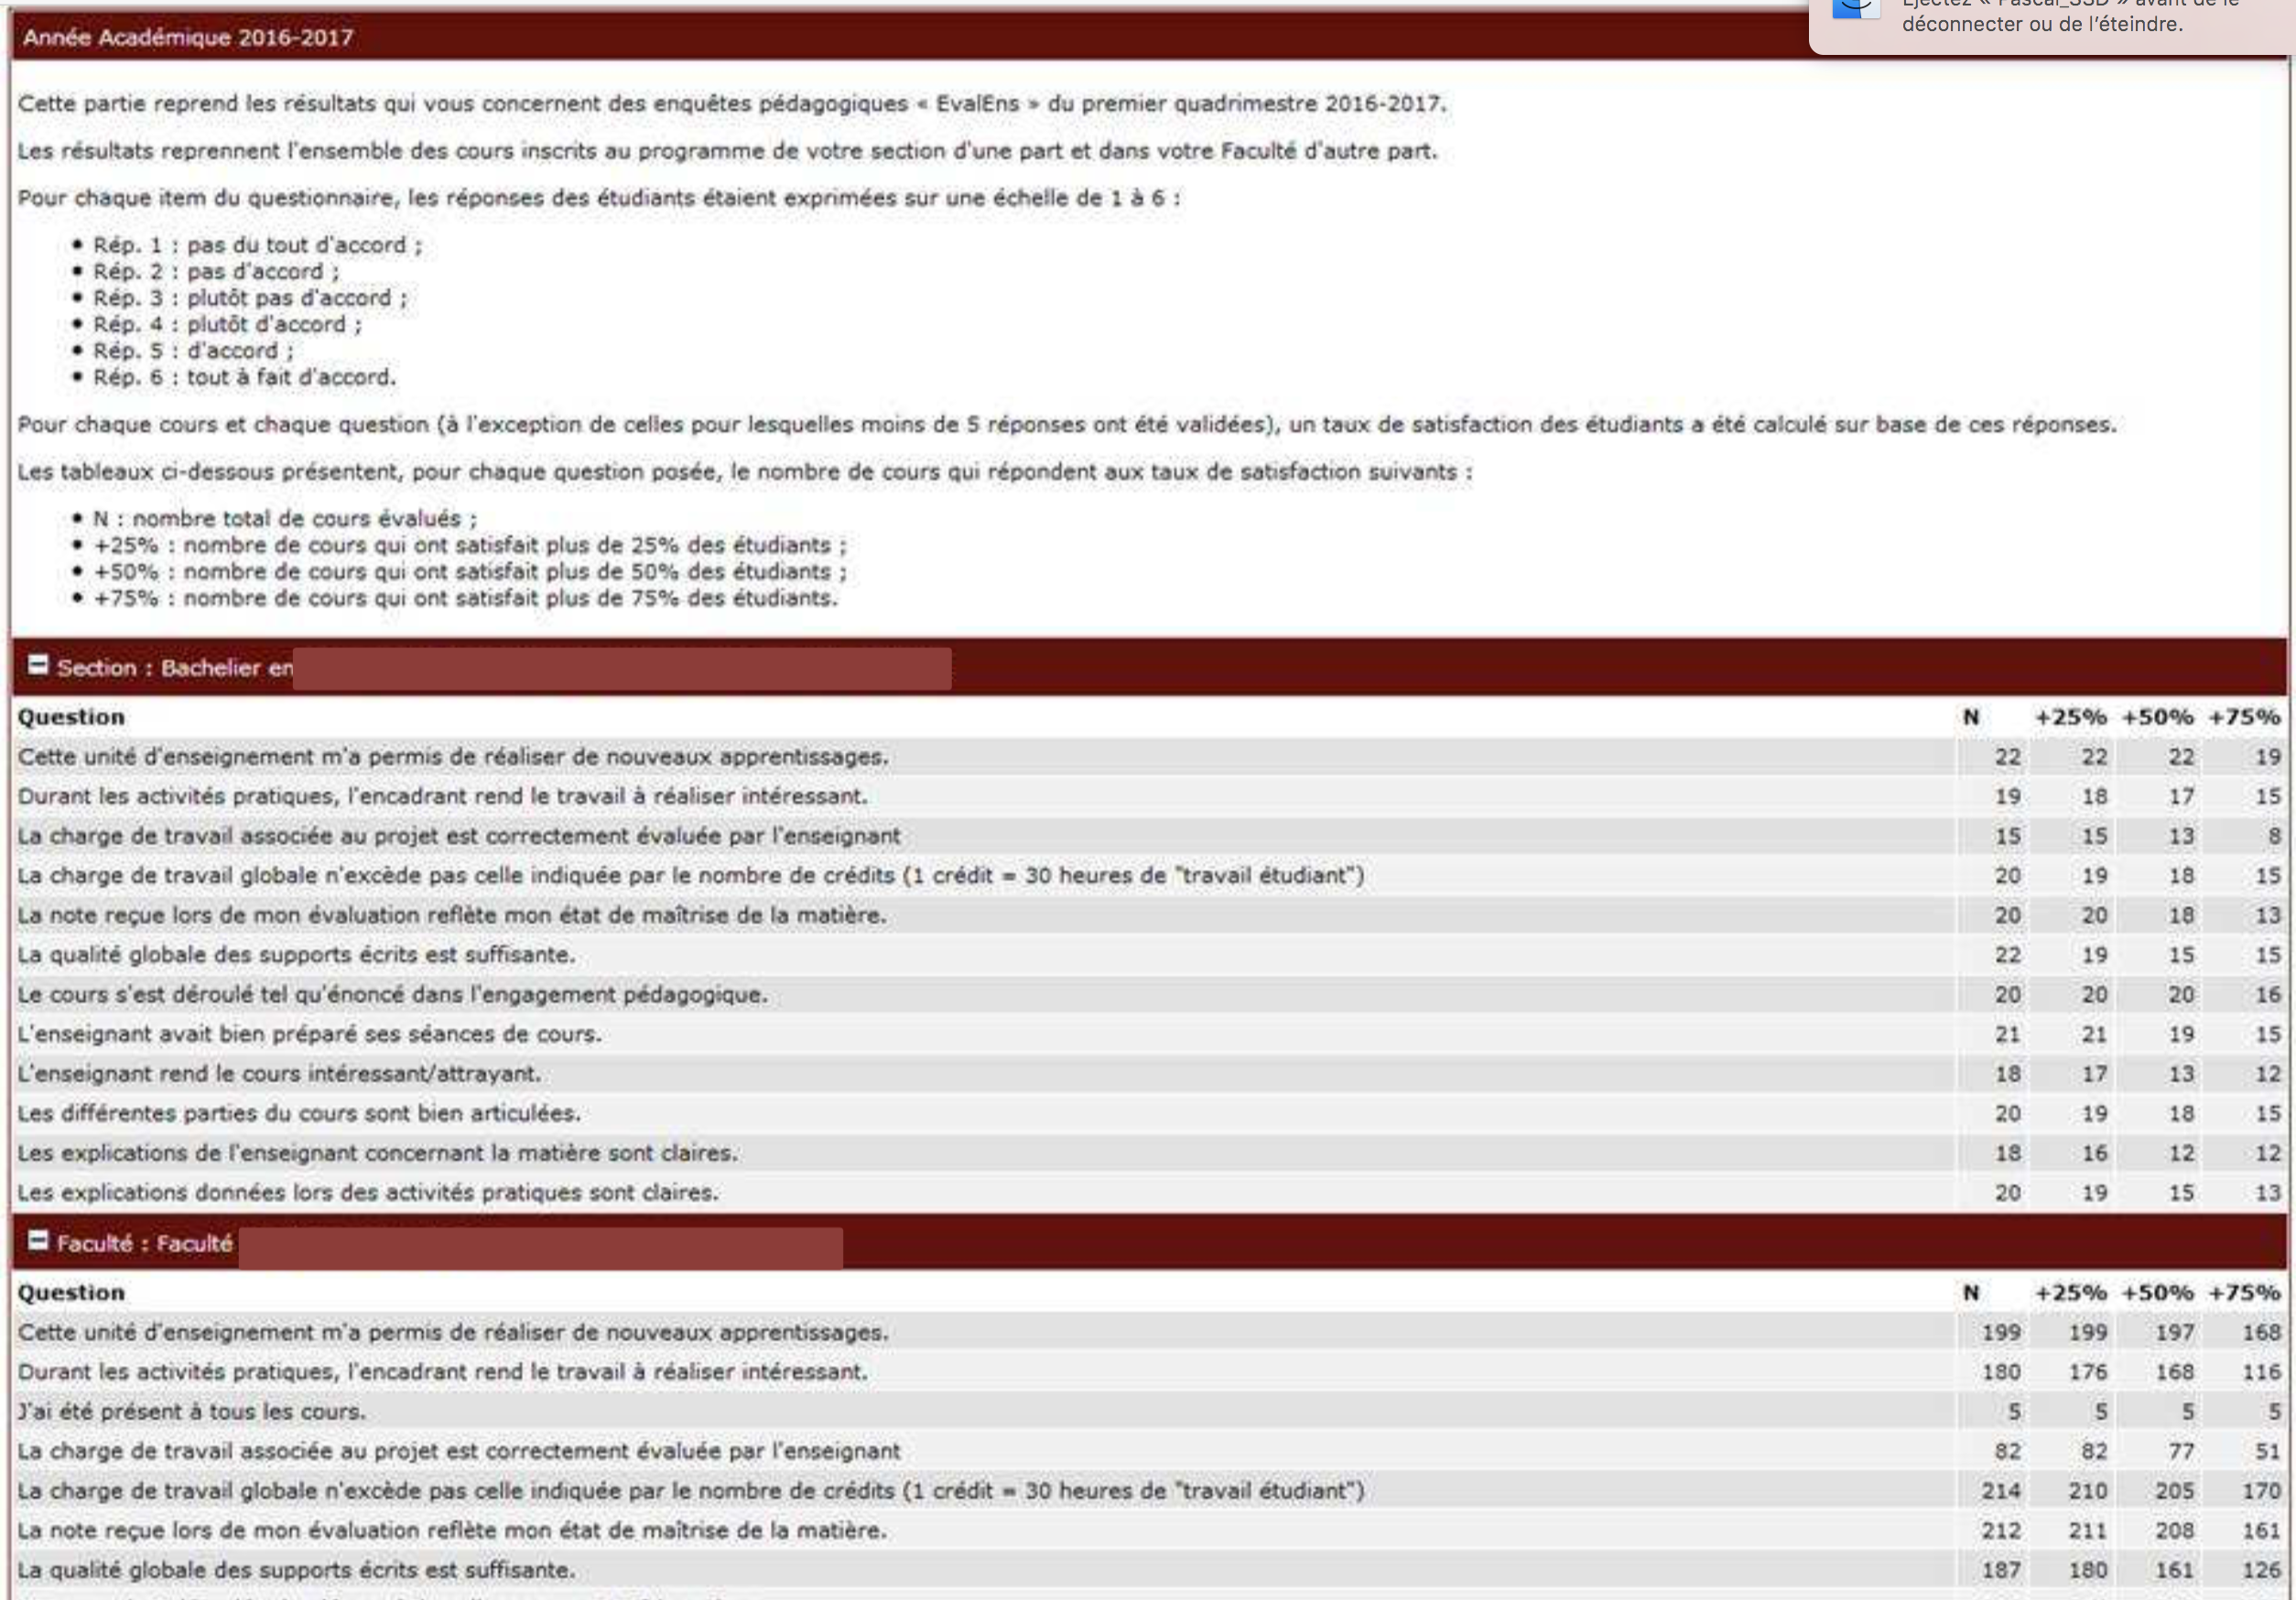 Année Académique 2016-2017
déconnecter ou de l'éteindre.
Cette partie reprend les résultats qui vous concernent des enquêtes pédagogiques « EvalEns » du premier quadrimestre 2016-2017.
Les résultats reprennent l'ensemble des cours inscrits au programme de votre section d'une part et dans votre Faculté d'autre part.
Pour chaque item du questionnaire, les réponses des étudiants étaient exprimées sur une échelle de 1 à 6 :
• Rép. 1 : pas du tout d'accord ;
• Rép. 2 : pas d'accord ;
• Rép. 3 : plutôt pas d'accord ;
• Rép. 4 : plutôt d'accord ;
• Rép. 5 : d'accord ;
• Rép. 6 : tout à fait d'accord.
Pour chaque cours et chaque question (à l'exception de celles pour lesquelles moins de 5 réponses ont été validées), un taux de satisfaction des étudiants a été calculé sur base de ces réponses.
Les tableaux ci-dessous présentent, pour chaque question posée, le nombre de cours qui répondent aux taux de satisfaction suivants :
• N : nombre total de cours évalués ;
• +25% : nombre de cours qui ont satisfait plus de 25% des étudiants ;
• +50% : nombre de cours qui ont satisfait plus de 50% des étudiants ;
• +75% : nombre de cours qui ont satisfait plus de 75% des étudiants.
Section : Bachelier en
Question N +25% +50% +75%
Cette unité d'enseignement m'a permis de réaliser de nouveaux apprentissages. 22 22 22 19
Durant les activités pratiques, l'encadrant rend le travail à réaliser intéressant. 19 18 17 15
La charge de travail associée au projet est correctement évaluée par l'enseignant 15 15 13 8
La charge de travail globale n'excède pas celle indiquée par le nombre de crédits (1 crédit = 30 heures de "travail étudiant") 20 19 18 15
La note reçue lors de mon évaluation reflète mon état de maîtrise de la matière. 20 20 18 13
La qualité globale des supports écrits est suffisante. 22 19 15 15
Le cours s'est déroulé tel qu'énoncé dans l'engagement pédagogique. 20 20 20 16
L'enseignant avait bien préparé ses séances de cours. 21 21 19 15
L'enseignant rend le cours intéressant/attrayant. 18 17 13 12
Les différentes parties du cours sont bien articulées. 20 19 18 15
Les explications de l'enseignant concernant la matière sont claires. 18 16 12 12
Les explications données lors des activités pratiques sont claires. 20 19 15 13
Faculté : Faculté
Question N +25% +50% +75%
Cette unité d'enseignement m'a permis de réaliser de nouveaux apprentissages. 199 199 197 168
Durant les activités pratiques, l'encadrant rend le travail à réaliser intéressant. 180 176 168 116
J'ai été présent à tous les cours. 5 5 5 5
La charge de travail associée au projet est correctement évaluée par l'enseignant 82 82 77 51
La charge de travail globale n'excède pas celle indiquée par le nombre de crédits (1 crédit = 30 heures de "travail étudiant") 214 210 205 170
La note reçue lors de mon évaluation reflète mon état de maîtrise de la matière. 212 211 208 161
La qualité globale des supports écrits est suffisante. 187 180 161 126